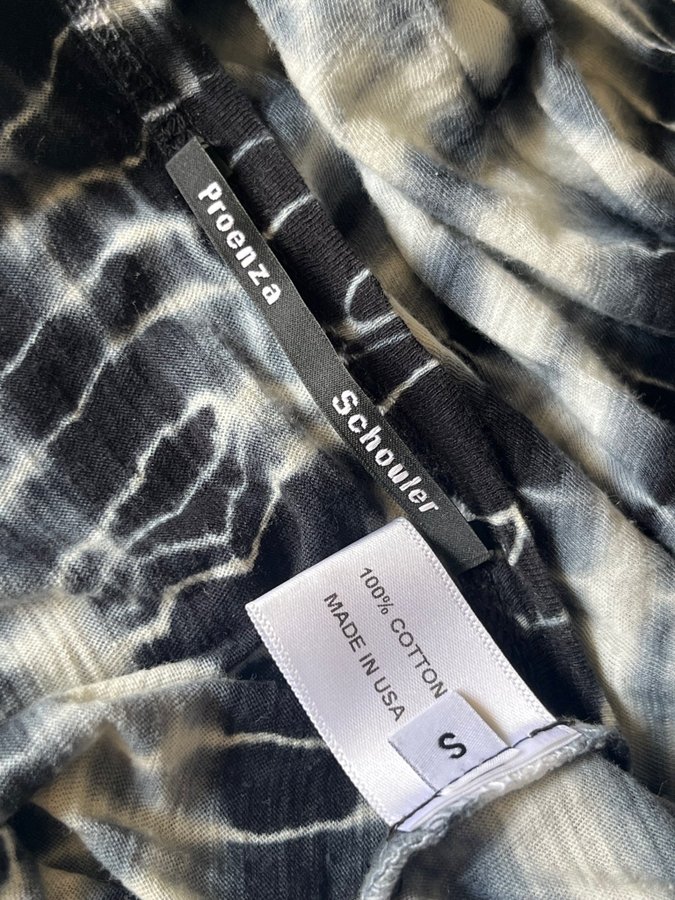 Proenza Schouler
100% COTTON
MADE IN USA
S